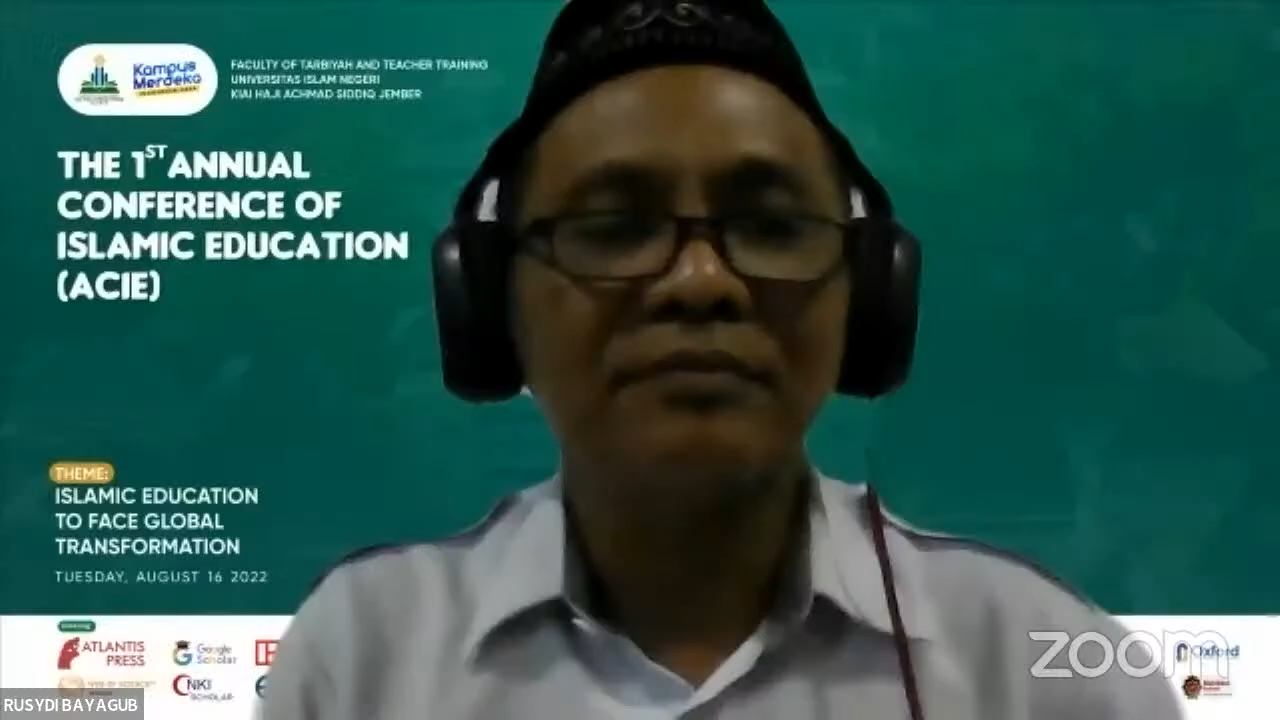 Kampus
Merdeka
FACULTY OF TARBIYAH AND TEACHER TRAINING
UNIVERSITAS ISLAM NEGERI
KIAI HAJI ACHMAD SIDDIQ JEMBER
THE 1ST ANNUAL
CONFERENCE OF
ISLAMIC EDUCATION
(ACIE)
THEME:
ISLAMIC EDUCATION
TO FACE GLOBAL
TRANSFORMATION
TUESDAY, AUGUST 16 2022
ATLANTIS
PRESS
Google
Scholar
CNKI
SCHOLAR
Oxford
zoom
RUSYDI BAYAGUB